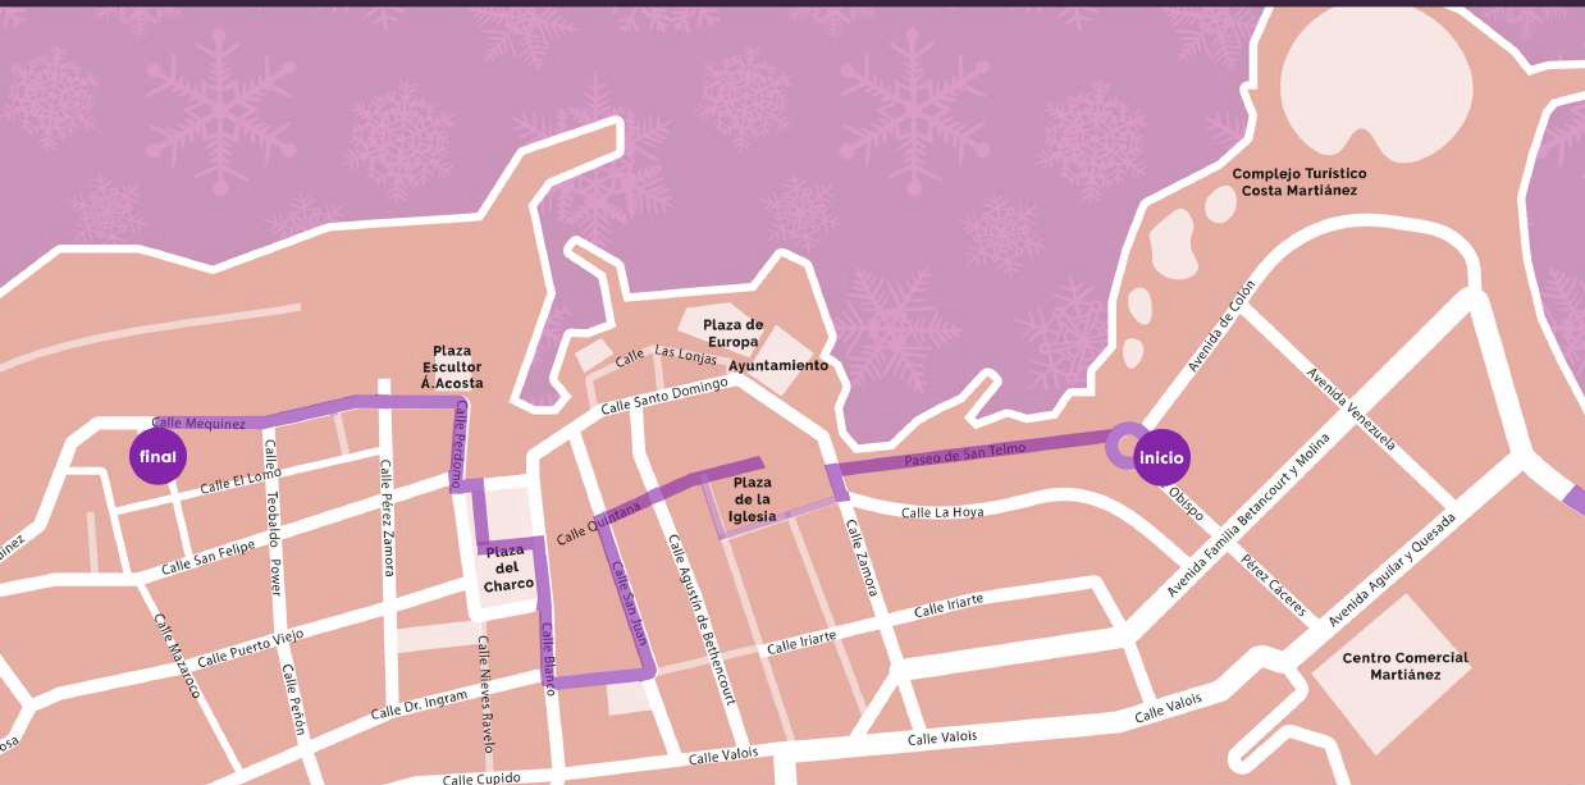 Complejo Turístico
Costa Martiánez
Avenida de Colón
Plaza de
Europa
Calle Las Lonjas
Ayuntamiento
Plaza
Escultor
Á.Acosta
Calle Santo Domingo
Avenida Venezuela
Calle Mequinez
Calle Perdomo
final
inicio
Paseo de San Telmo
Calle El Lomo
Calle Teobaldo Power
Calle Pérez Zamora
Plaza
de la
Iglesia
Calle Quintana
Obispo
Pérez Cáceres
Calle La Hoya
Avenida Familia Betancourt y Molina
Avenida Aguilar y Quesada
Calle San Felipe
Plaza
del
Charco
Calle San Juan
Calle Agustín de Bethencourt
Calle Zamora
Calle Iriarte
Calle Iriarte
Calle Mazaroco
Calle Puerto Viejo
Calle Peñón
Calle Nieves Ravelo
Calle Blanco
Centro Comercial
Martiánez
Calle Dr. Ingram
Calle Valois
Calle Valois
Calle Valois
Calle Cupido